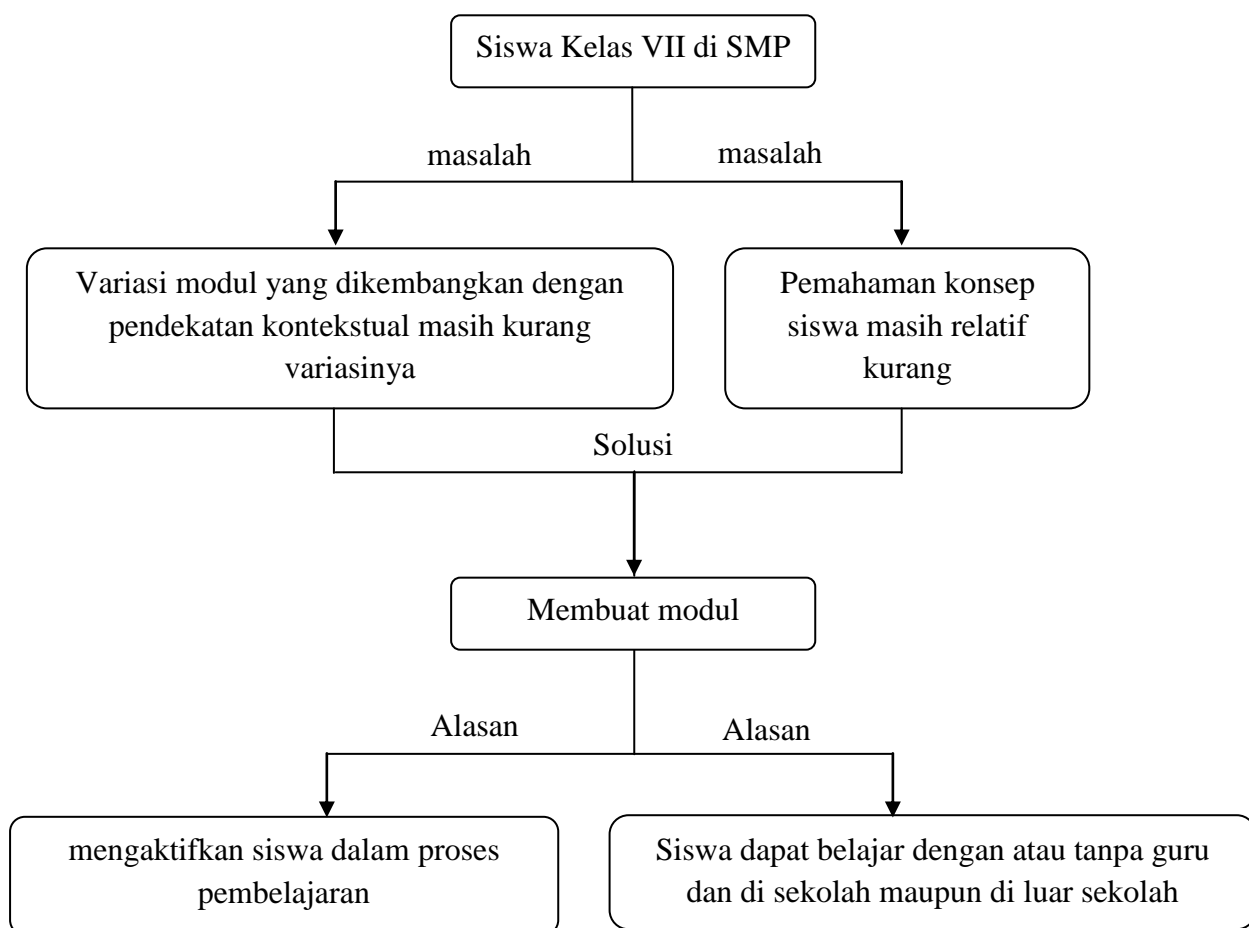 Siswa Kelas VII di SMP
masalah
masalah
Variasi modul yang dikembangkan dengan
pendekatan kontekstual masih kurang
variasinya
Pemahaman konsep
siswa masih relatif
kurang
Solusi
Membuat modul
Alasan
Alasan
mengaktifkan siswa dalam proses
pembelajaran
Siswa dapat belajar dengan atau tanpa guru
dan di sekolah maupun di luar sekolah